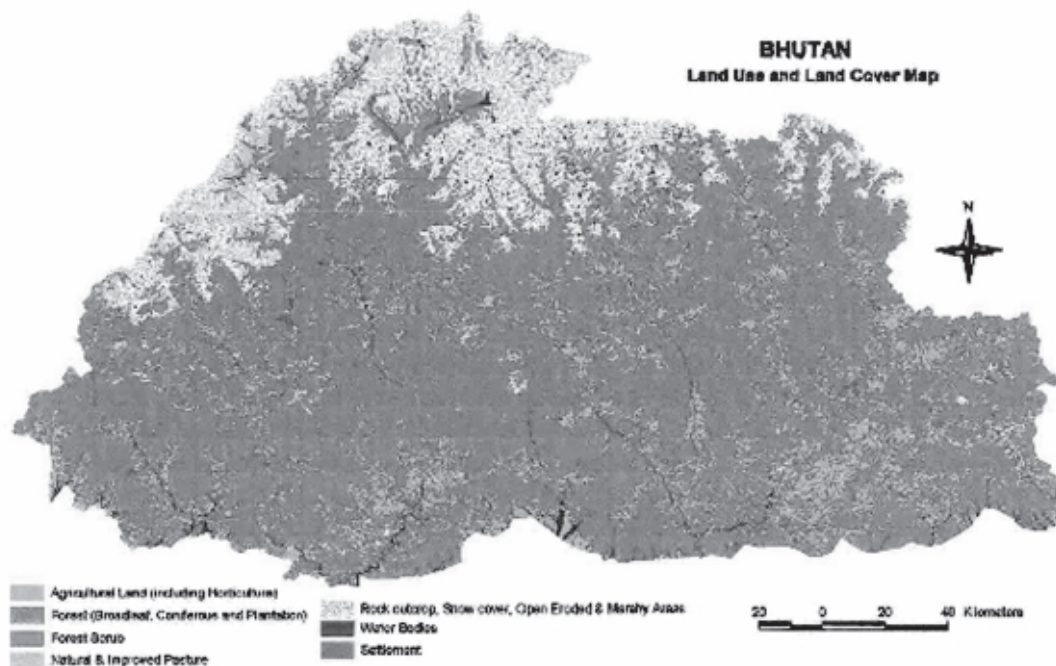 BHUTAN
Land Use and Land Cover Map
N
Agricultural Land (including Horticulture)
Forest (Broadleaf, Coniferous and Plantation)
Forest Scrub
Natural & Improved Pasture
Rock outcrop, Snow cover, Open Eroded & Marshy Areas
Water Bodies
Settlement
20 0 20 40 Kilometers